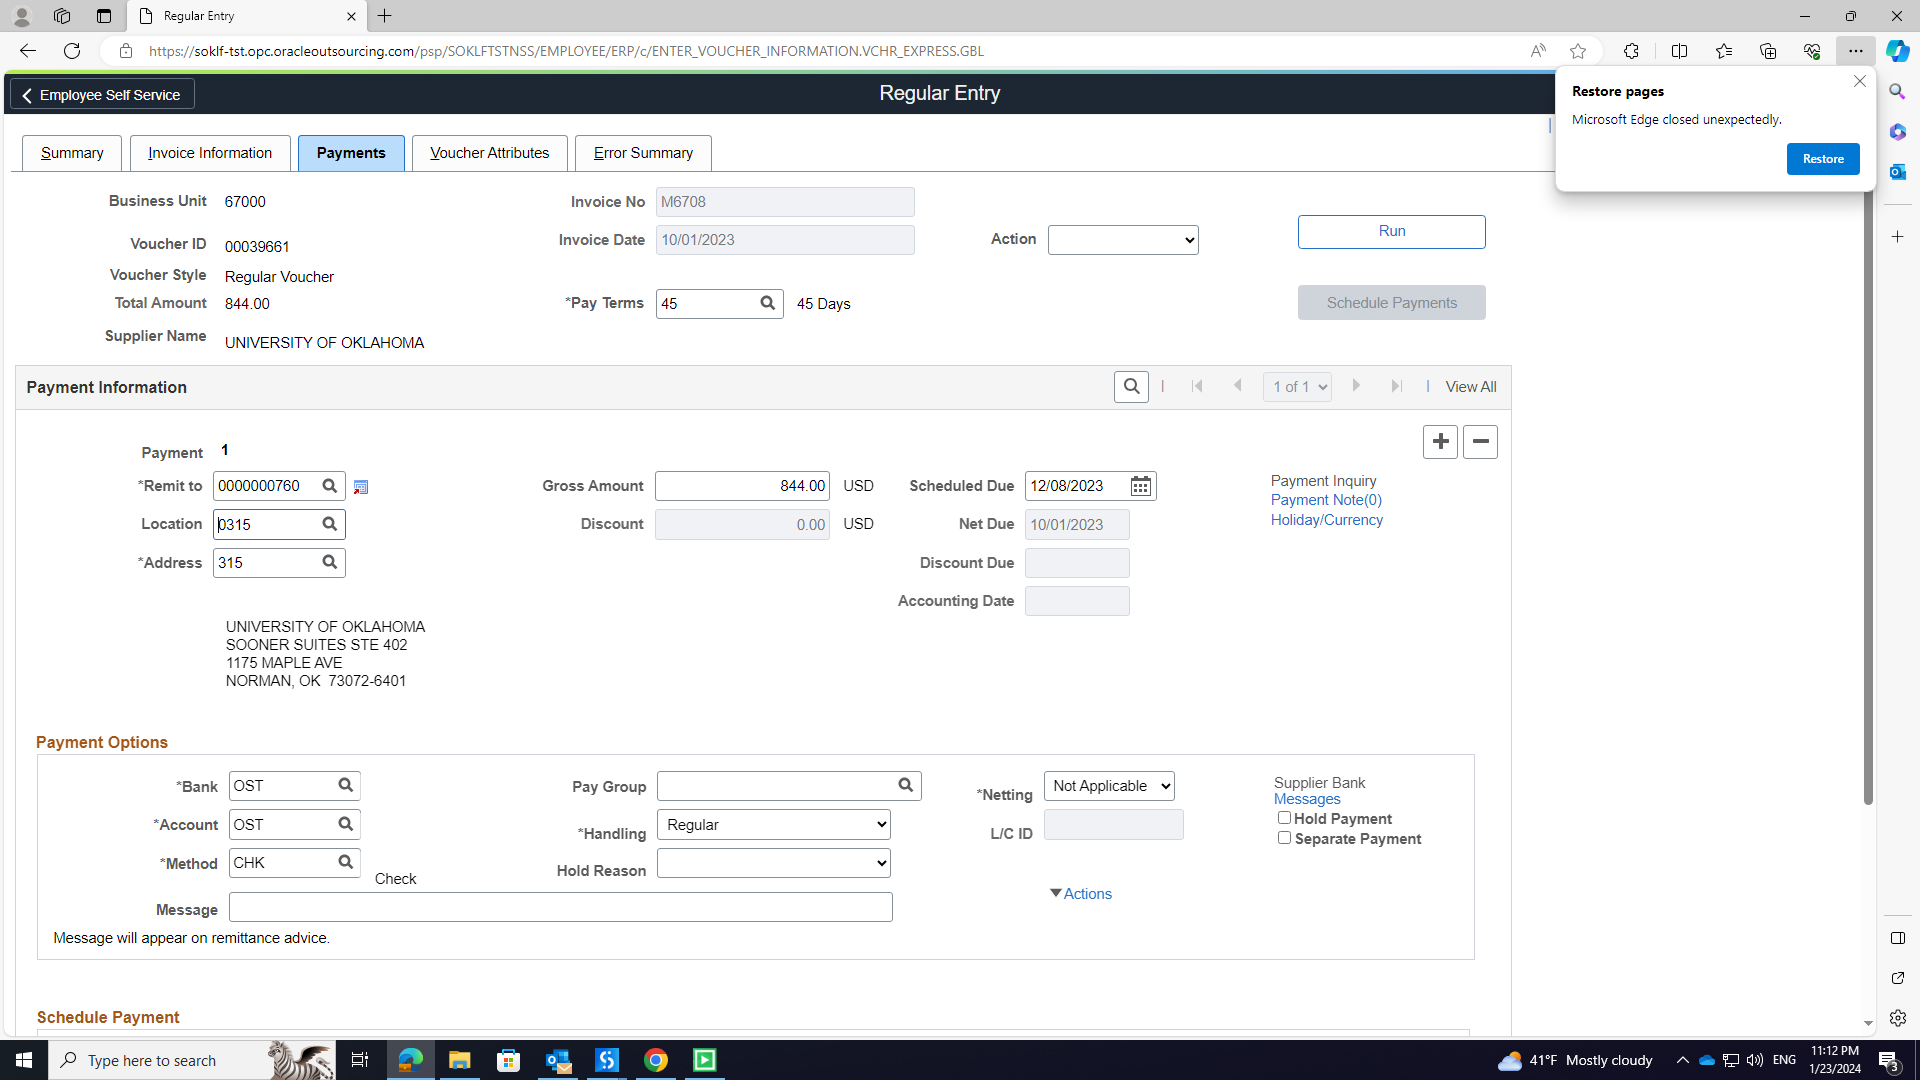 Regular Entry
https://soklf-tst.opc.oracleoutsourcing.com/psp/SOKLFTSTNSS/EMPLOYEE/ERP/c/ENTER_VOUCHER_INFORMATION.VCHR_EXPRESS.GBL
Employee Self Service
Regular Entry
Restore pages
Microsoft Edge closed unexpectedly.
Restore
Summary
Invoice Information
Payments
Voucher Attributes
Error Summary
Business Unit 67000
Invoice No M6708
Run
Voucher ID 00039661
Invoice Date 10/01/2023
Action
Voucher Style Regular Voucher
Total Amount 844.00
*Pay Terms 45 45 Days
Schedule Payments
Supplier Name UNIVERSITY OF OKLAHOMA
Payment Information
1 of 1
View All
Payment 1
*Remit to 0000000760
Gross Amount 844.00 USD
Scheduled Due 12/08/2023
Payment Inquiry
Payment Note(0)
Location 0315
Discount 0.00 USD
Net Due 10/01/2023
Holiday/Currency
*Address 315
Discount Due
Accounting Date
UNIVERSITY OF OKLAHOMA
SOONER SUITES STE 402
1175 MAPLE AVE
NORMAN, OK  73072-6401
Payment Options
*Bank OST
Pay Group
*Netting Not Applicable
Supplier Bank
Messages
*Account OST
*Handling Regular
L/C ID
Hold Payment
Separate Payment
*Method CHK
Check
Hold Reason
Actions
Message
Message will appear on remittance advice.
Schedule Payment
Type here to search
41°F Mostly cloudy
ENG
11:12 PM
1/23/2024
3